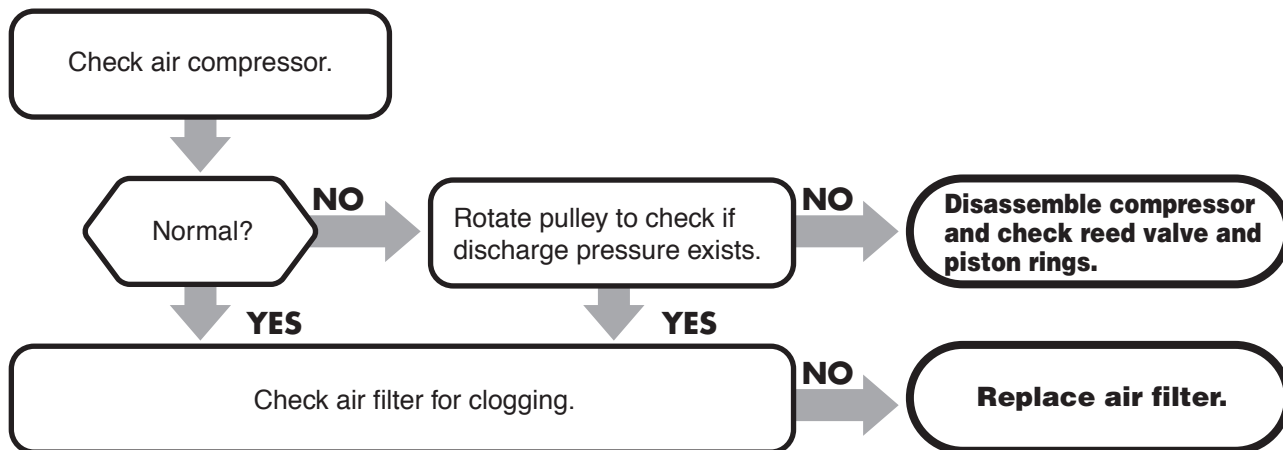 Check air compressor.
Normal?
NO
Rotate pulley to check if
discharge pressure exists.
NO
Disassemble compressor
and check reed valve and
piston rings.
YES
YES
Check air filter for clogging.
NO
Replace air filter.